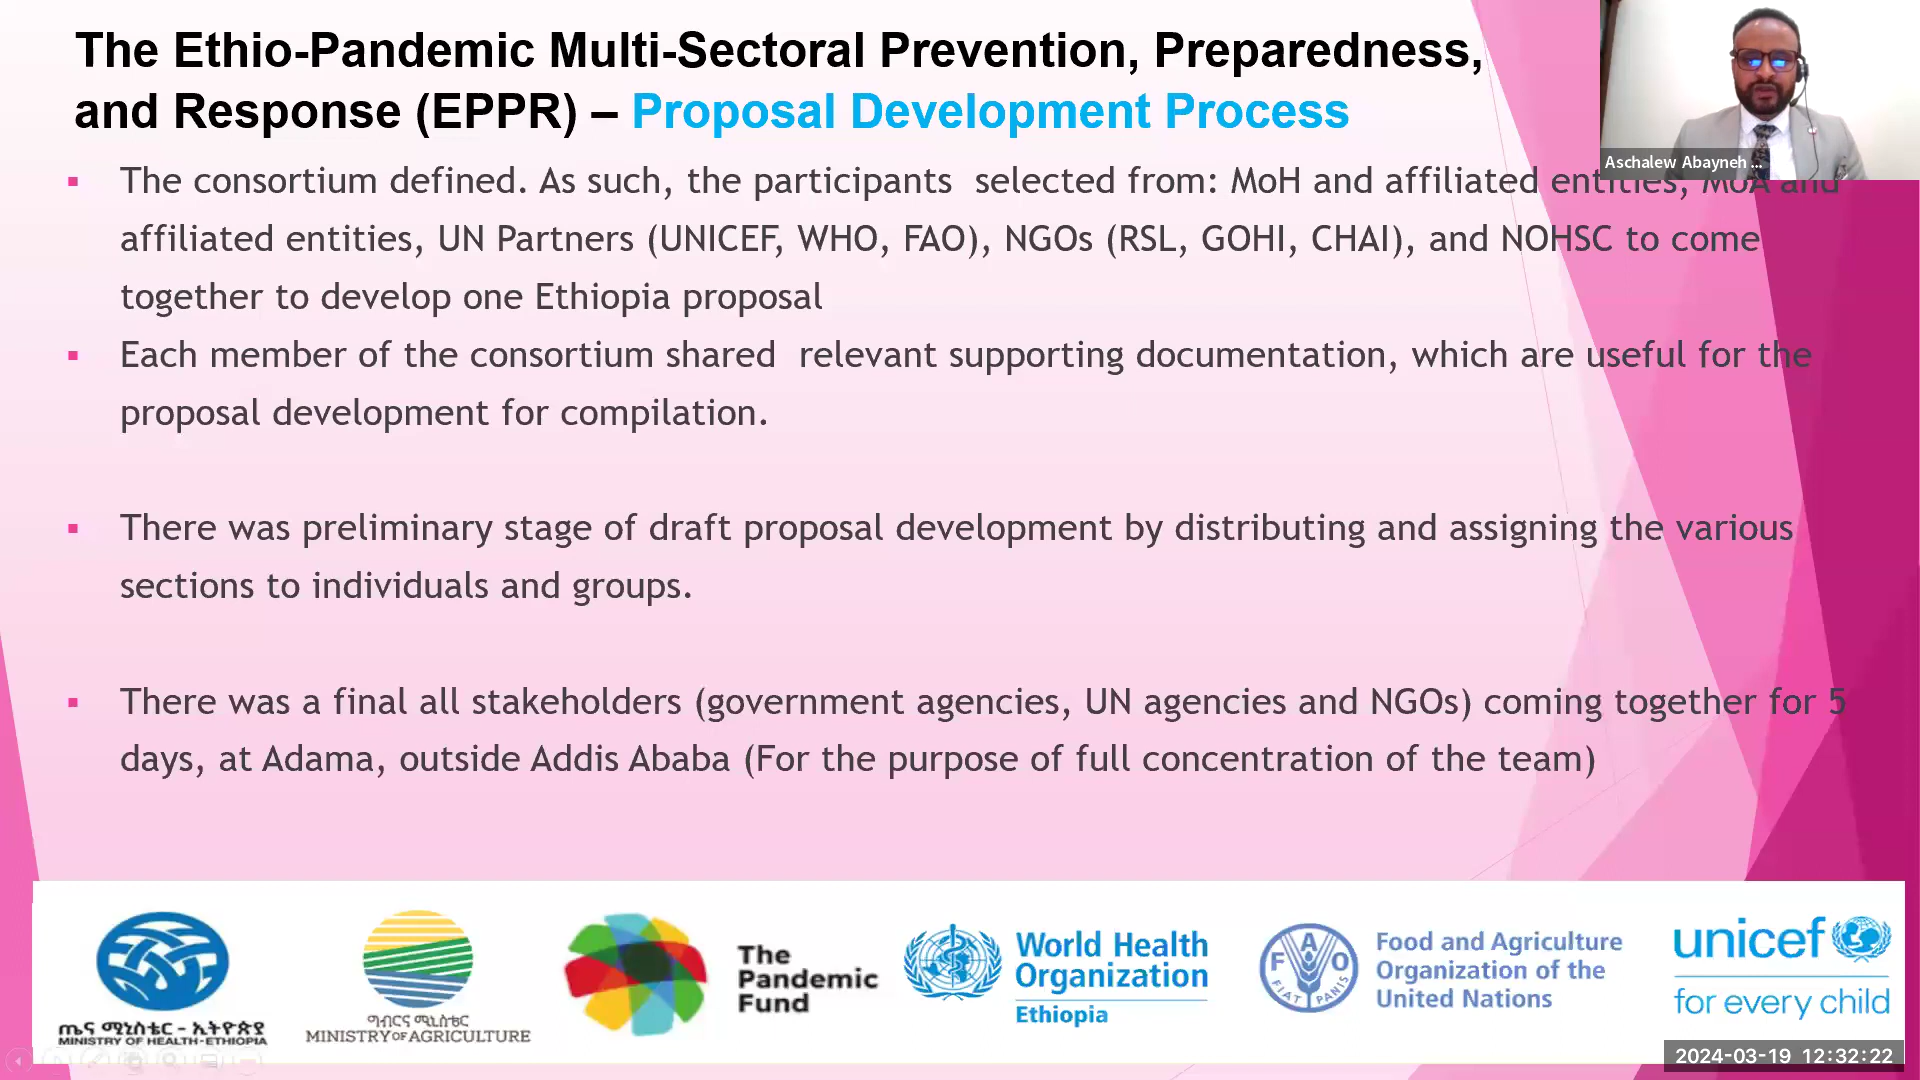 The Ethio-Pandemic Multi-Sectoral Prevention, Preparedness,
and Response (EPPR) – Proposal Development Process
Aschalew Abayneh ...
▪ The consortium defined. As such, the participants selected from: MoH and affiliated entities, MoA and
affiliated entities, UN Partners (UNICEF, WHO, FAO), NGOs (RSL, GOHI, CHAI), and NOHSC to come
together to develop one Ethiopia proposal
▪ Each member of the consortium shared relevant supporting documentation, which are useful for the
proposal development for compilation.
▪ There was preliminary stage of draft proposal development by distributing and assigning the various
sections to individuals and groups.
▪ There was a final all stakeholders (government agencies, UN agencies and NGOs) coming together for 5
days, at Adama, outside Addis Ababa (For the purpose of full concentration of the team)
ጤና ሚኒስቴር - ኢትዮጵያ
MINISTRY OF HEALTH-ETHIOPIA
ግብርና ሚኒስቴር
MINISTRY OF AGRICULTURE
The
Pandemic
Fund
World Health
Organization
Ethiopia
F A O
FIAT PANIS
Food and Agriculture
Organization of the
United Nations
unicef
for every child
2024-03-19 12:32:22